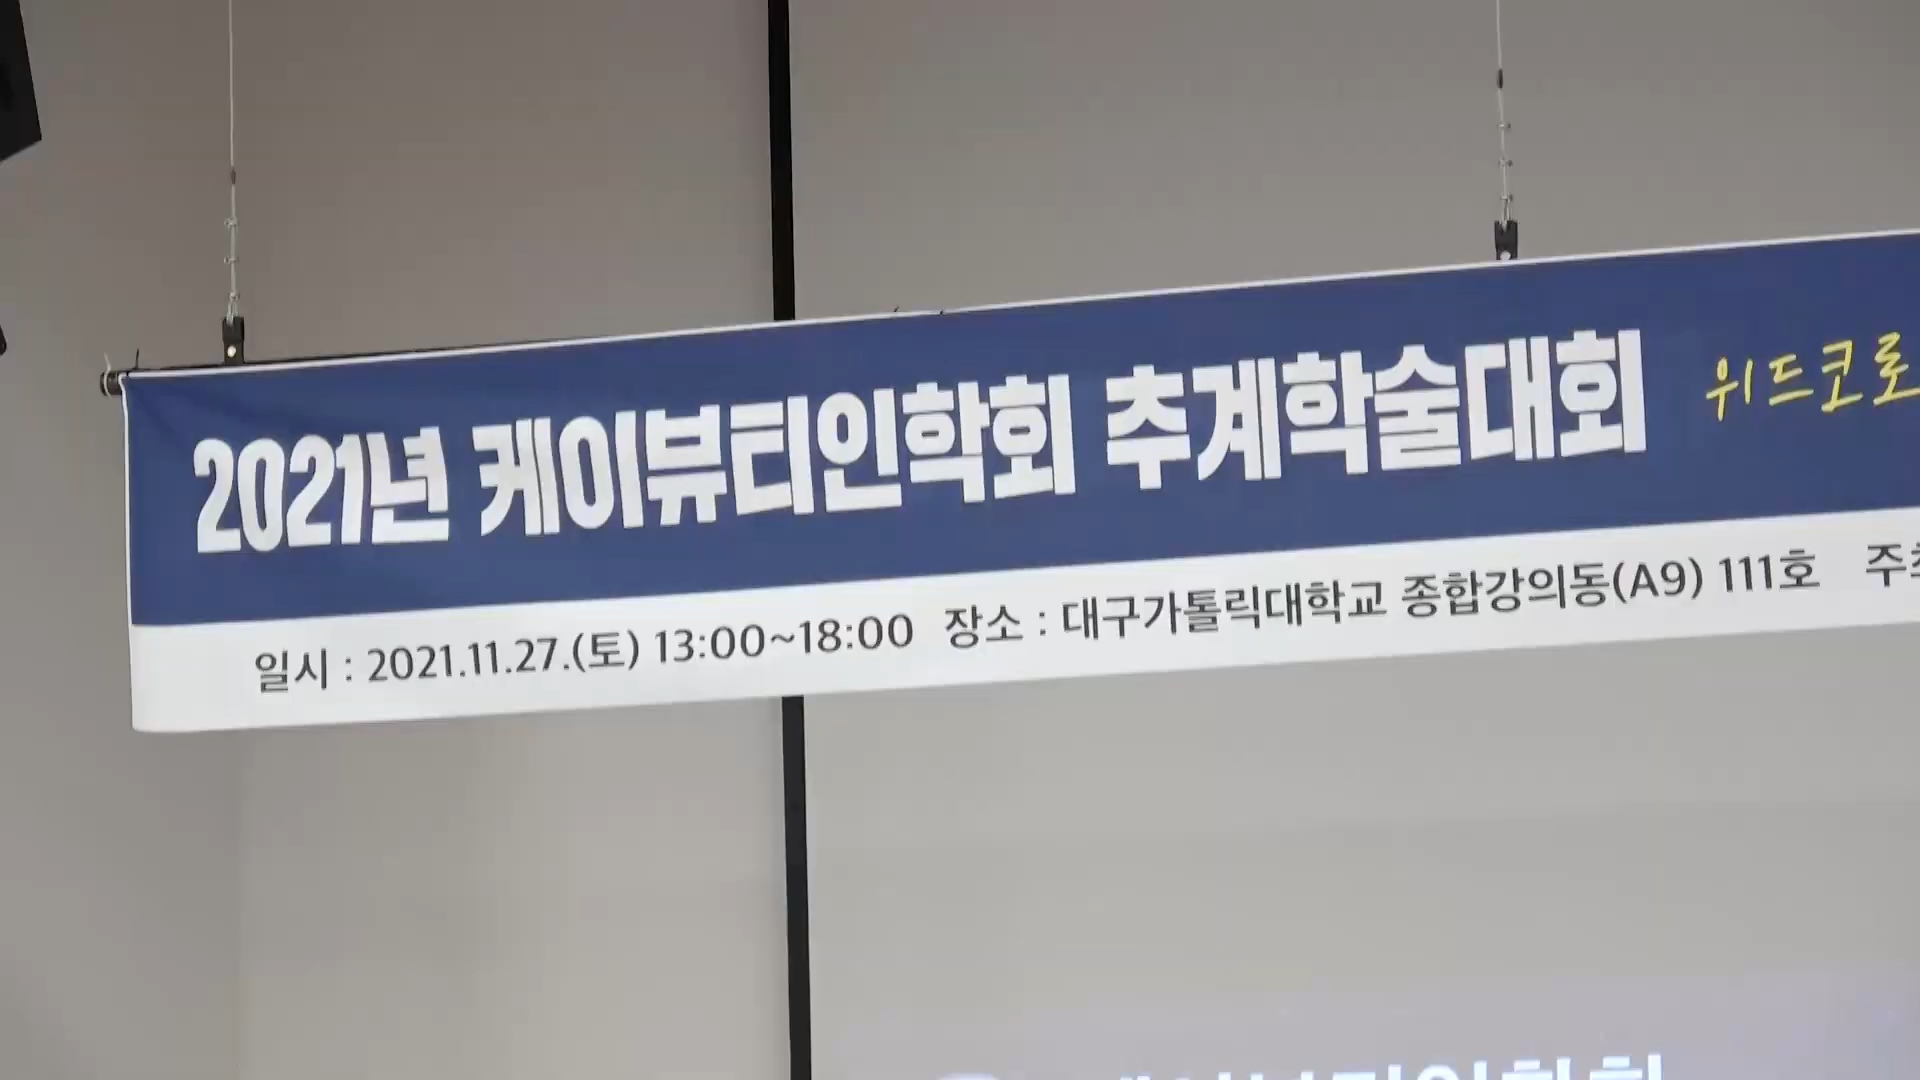 2021년 케이뷰티인학회 추계학술대회 위드코로
일시 : 2021.11.27.(토) 13:00~18:00 장소 : 대구가톨릭대학교 종합강의동(A9) 111호